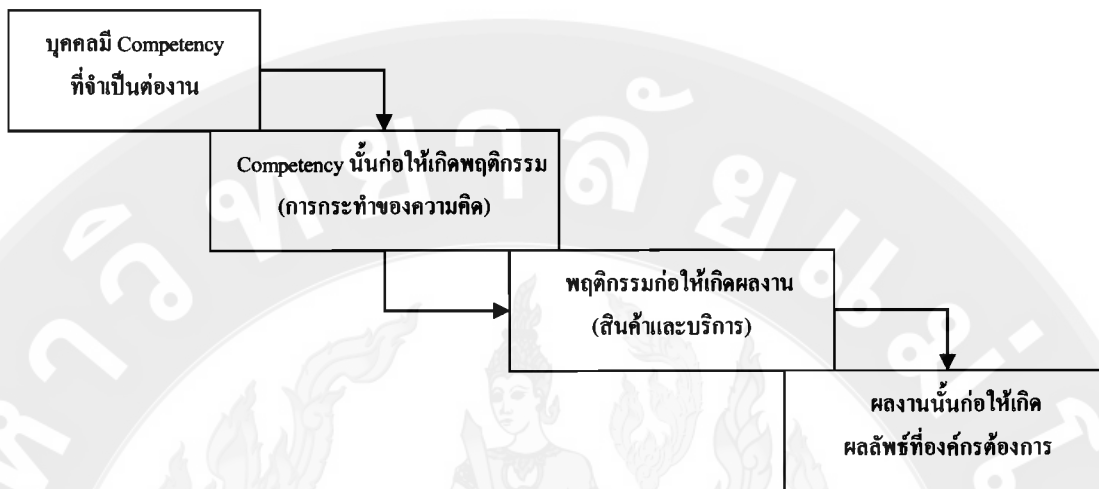 บุคคลมี Competency
ที่จำเป็นต่องาน
Competency นั้นก่อให้เกิดพฤติกรรม
(การกระทำของความคิด)
พฤติกรรมก่อให้เกิดผลงาน
(สินค้าและบริการ)
ผลงานนั้นก่อให้เกิด
ผลลัพธ์ที่องค์กรต้องการ